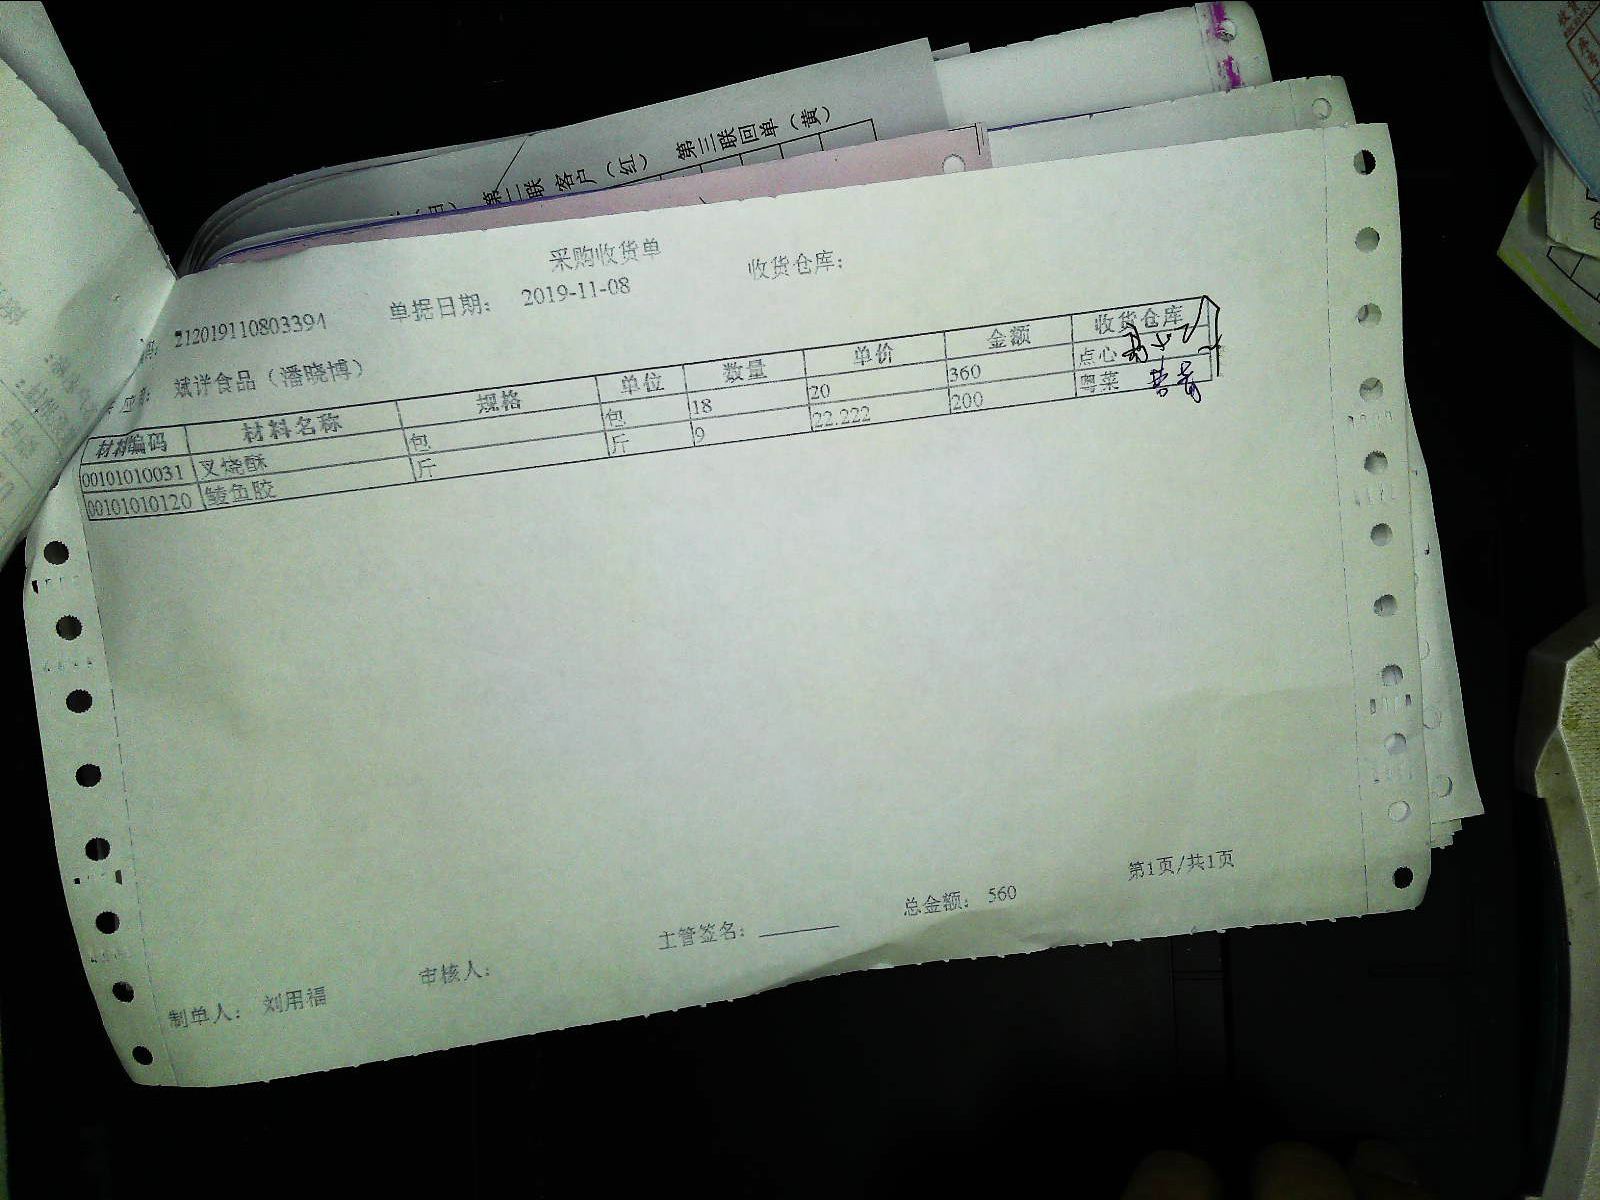 第二联 客户（红） 第三联回单（黄）
采购收货单
单据日期： 2019-11-08 收货仓库：
212019110803394
斌详食品（潘晓博）
材料编码 材料名称 规格 单位 数量 单价 金额 收货仓库
00101010031 叉烧酥 包 包 18 20 360 点心
00101010120 鲮鱼胶 斤 斤 9 22.222 200 粤菜
第1页/共1页
主管签名： 总金额： 560
制单人： 刘用福 审核人：